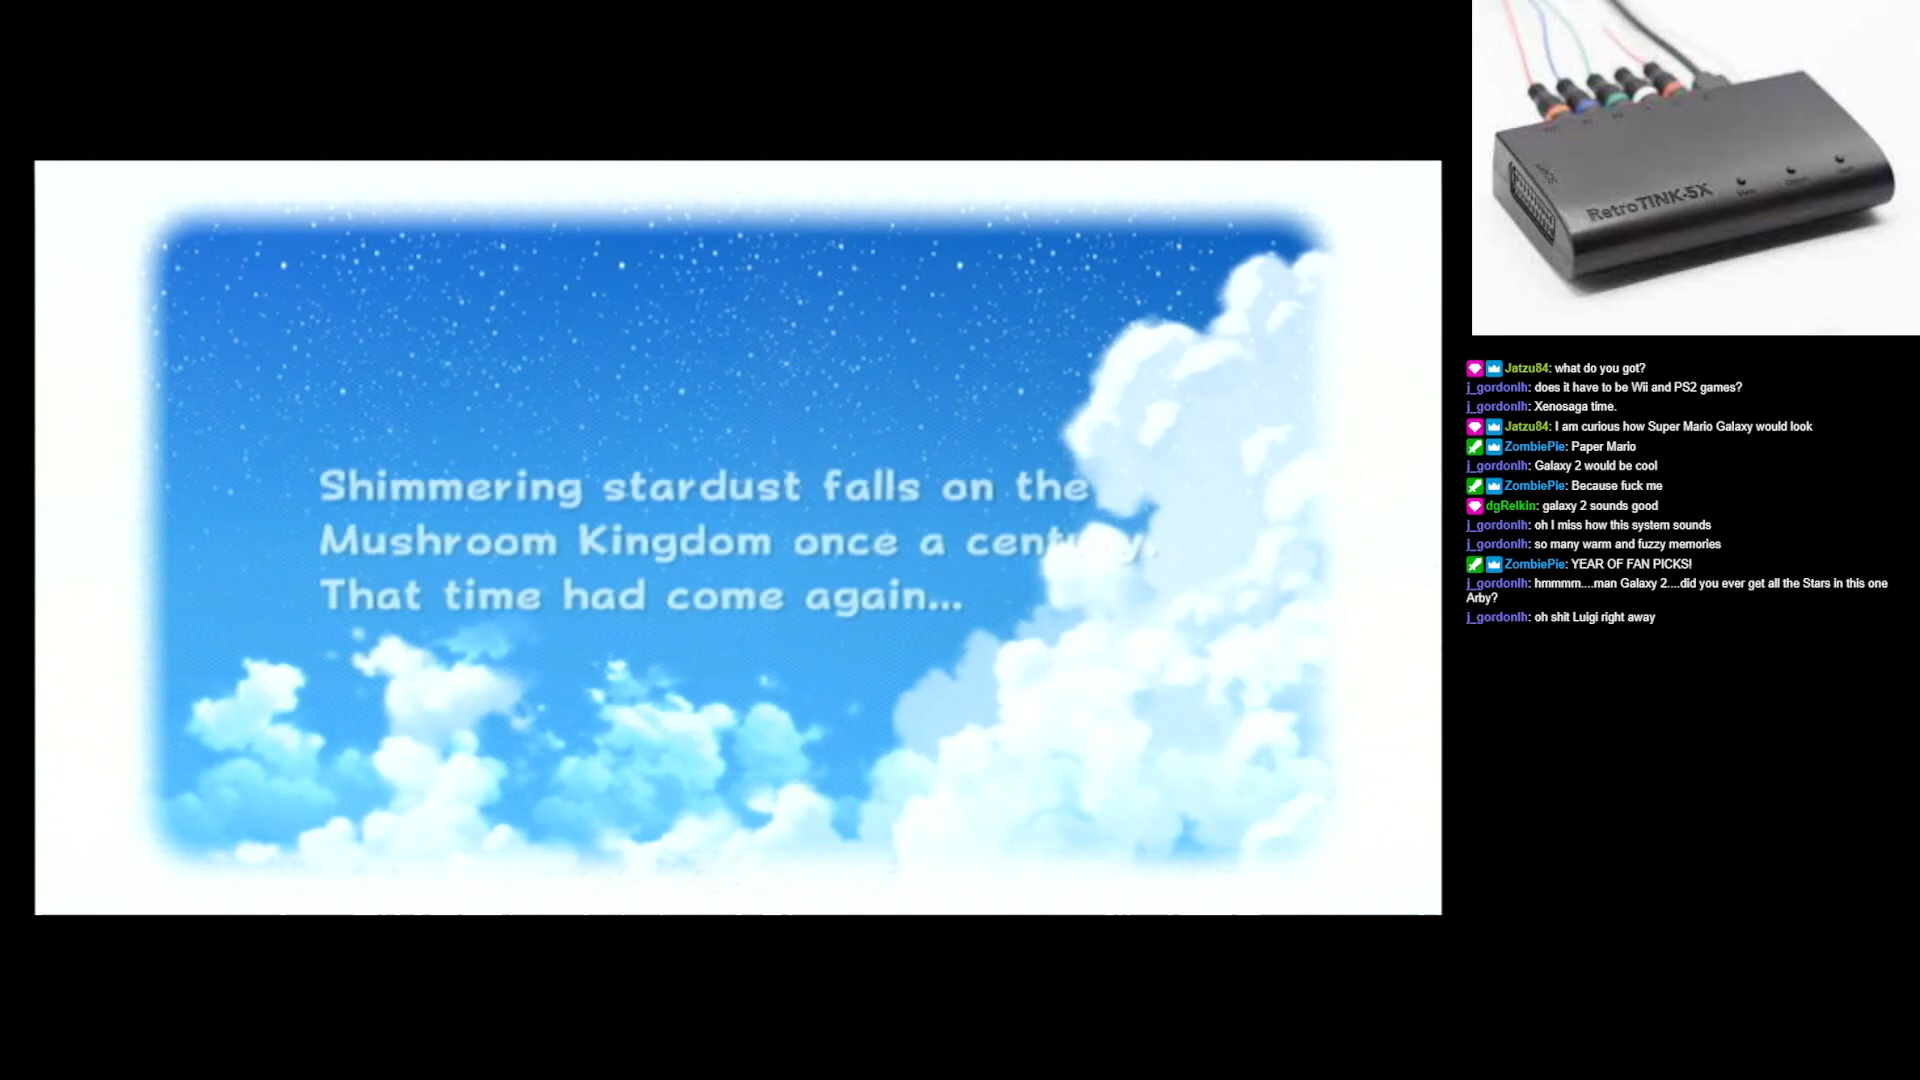 Shimmering stardust falls on the
Mushroom Kingdom once a century.
That time had come again...
RetroTINK-5X
Jatzu84: what do you got?
j_gordonlh: does it have to be Wii and PS2 games?
j_gordonlh: Xenosaga time.
Jatzu84: I am curious how Super Mario Galaxy would look
ZombiePie: Paper Mario
j_gordonlh: Galaxy 2 would be cool
ZombiePie: Because fuck me
dgRelkin: galaxy 2 sounds good
j_gordonlh: oh I miss how this system sounds
j_gordonlh: so many warm and fuzzy memories
ZombiePie: YEAR OF FAN PICKS!
j_gordonlh: hmmmm....man Galaxy 2....did you ever get all the Stars in this one
Arby?
j_gordonlh: oh shit Luigi right away